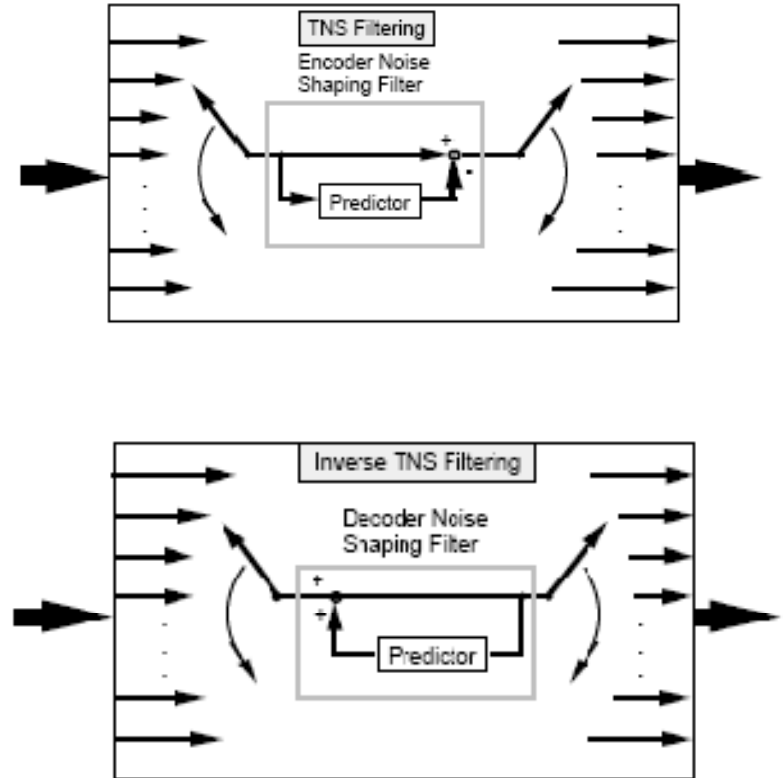 TNS Filtering
Encoder Noise
Shaping Filter
+
-
Predictor
Inverse TNS Filtering
Decoder Noise
Shaping Filter
+
+
Predictor